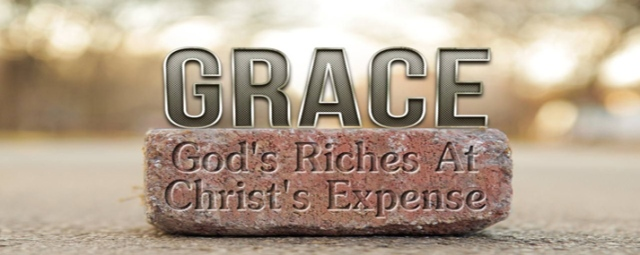 GRACE
God's Riches At
Christ's Expense